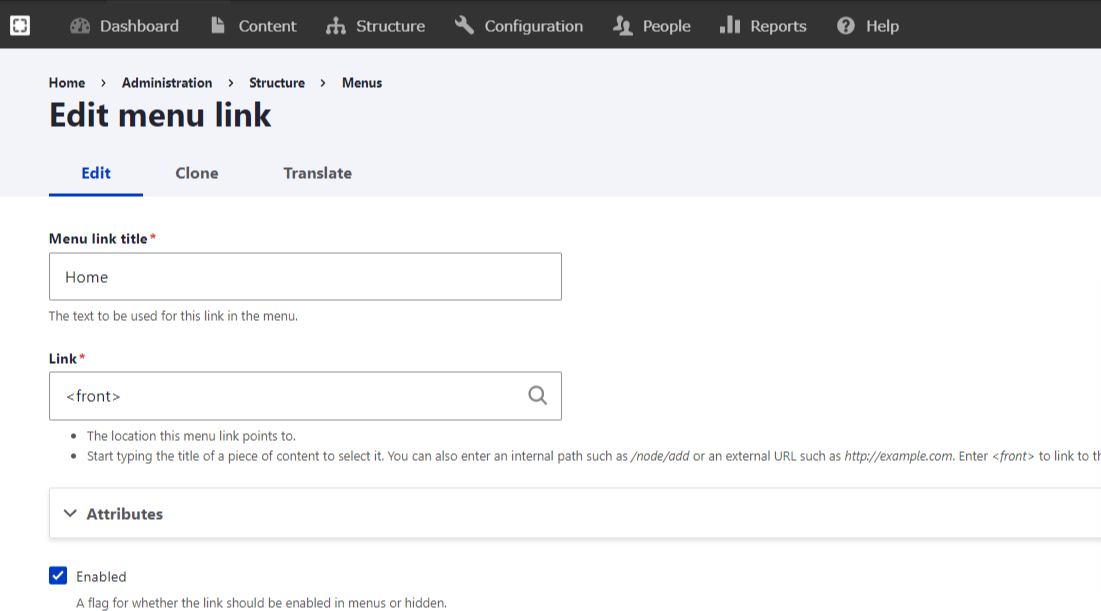 Dashboard Content Structure Configuration People Reports Help
Home > Administration > Structure > Menus
Edit menu link
Edit Clone Translate
Menu link title*
Home
The text to be used for this link in the menu.
Link*
<front>
• The location this menu link points to.
• Start typing the title of a piece of content to select it. You can also enter an internal path such as /node/add or an external URL such as http://example.com. Enter <front> to link to
Attributes
Enabled
A flag for whether the link should be enabled in menus or hidden.